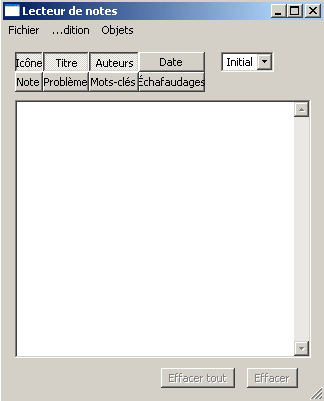 Lecteur de notes
Fichier ...dition Objets
Icône Titre Auteurs Date Initial
Note Problème Mots-clés Échafaudages
Effacer tout Effacer